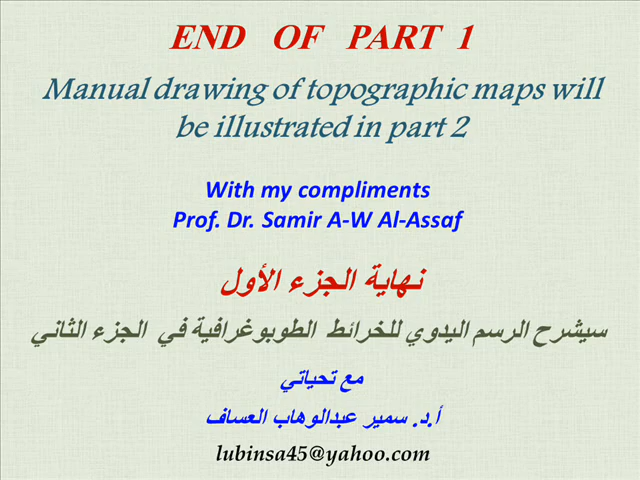 END OF PART 1
Manual drawing of topographic maps will
be illustrated in part 2
With my compliments
Prof. Dr. Samir A-W Al-Assaf
نهاية الجزء الأول
سيشرح الرسم اليدوي للخرائط الطوبوغرافية في الجزء الثاني
مع تحياتي
أ.د. سمير عبدالوهاب العساف
lubinsa45@yahoo.com